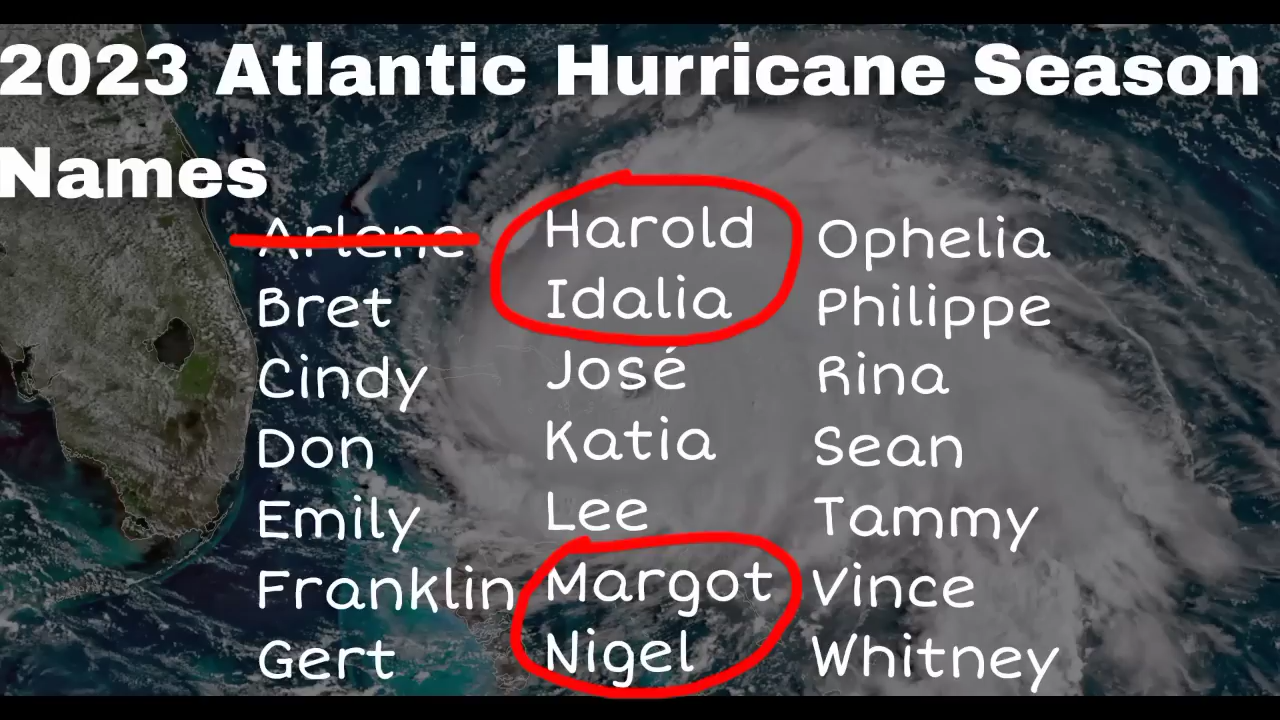 2023 Atlantic Hurricane Season
Names
Arlene
Bret
Cindy
Don
Emily
Franklin
Gert
Harold
Idalia
José
Katia
Lee
Margot
Nigel
Ophelia
Philippe
Rina
Sean
Tammy
Vince
Whitney